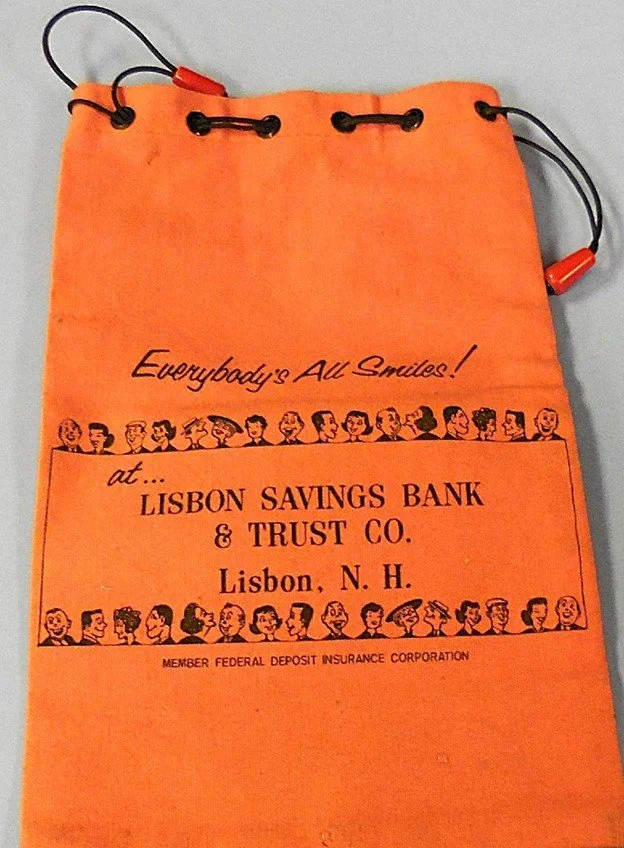 Everybody's All Smiles!
at...
LISBON SAVINGS BANK
& TRUST CO.
Lisbon, N. H.
MEMBER FEDERAL DEPOSIT INSURANCE CORPORATION